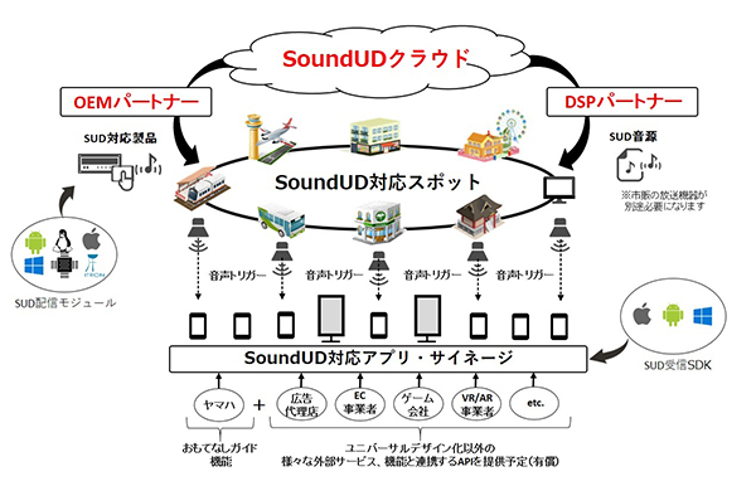 SoundUDクラウド
OEMパートナー
DSPパートナー
SUD対応製品
SUD音源
※市販の放送機器が
別途必要になります
SoundUD対応スポット
ITRON
SUD配信モジュール
音声トリガー
音声トリガー
音声トリガー
音声トリガー
SUD受信SDK
SoundUD対応アプリ・サイネージ
ヤマハ
+
広告
代理店
EC
事業者
ゲーム
会社
VR/AR
事業者
etc.
おもてなしガイド
機能
ユニバーサルデザイン化以外の
様々な外部サービス、機能と連携するAPIを提供予定(有償)